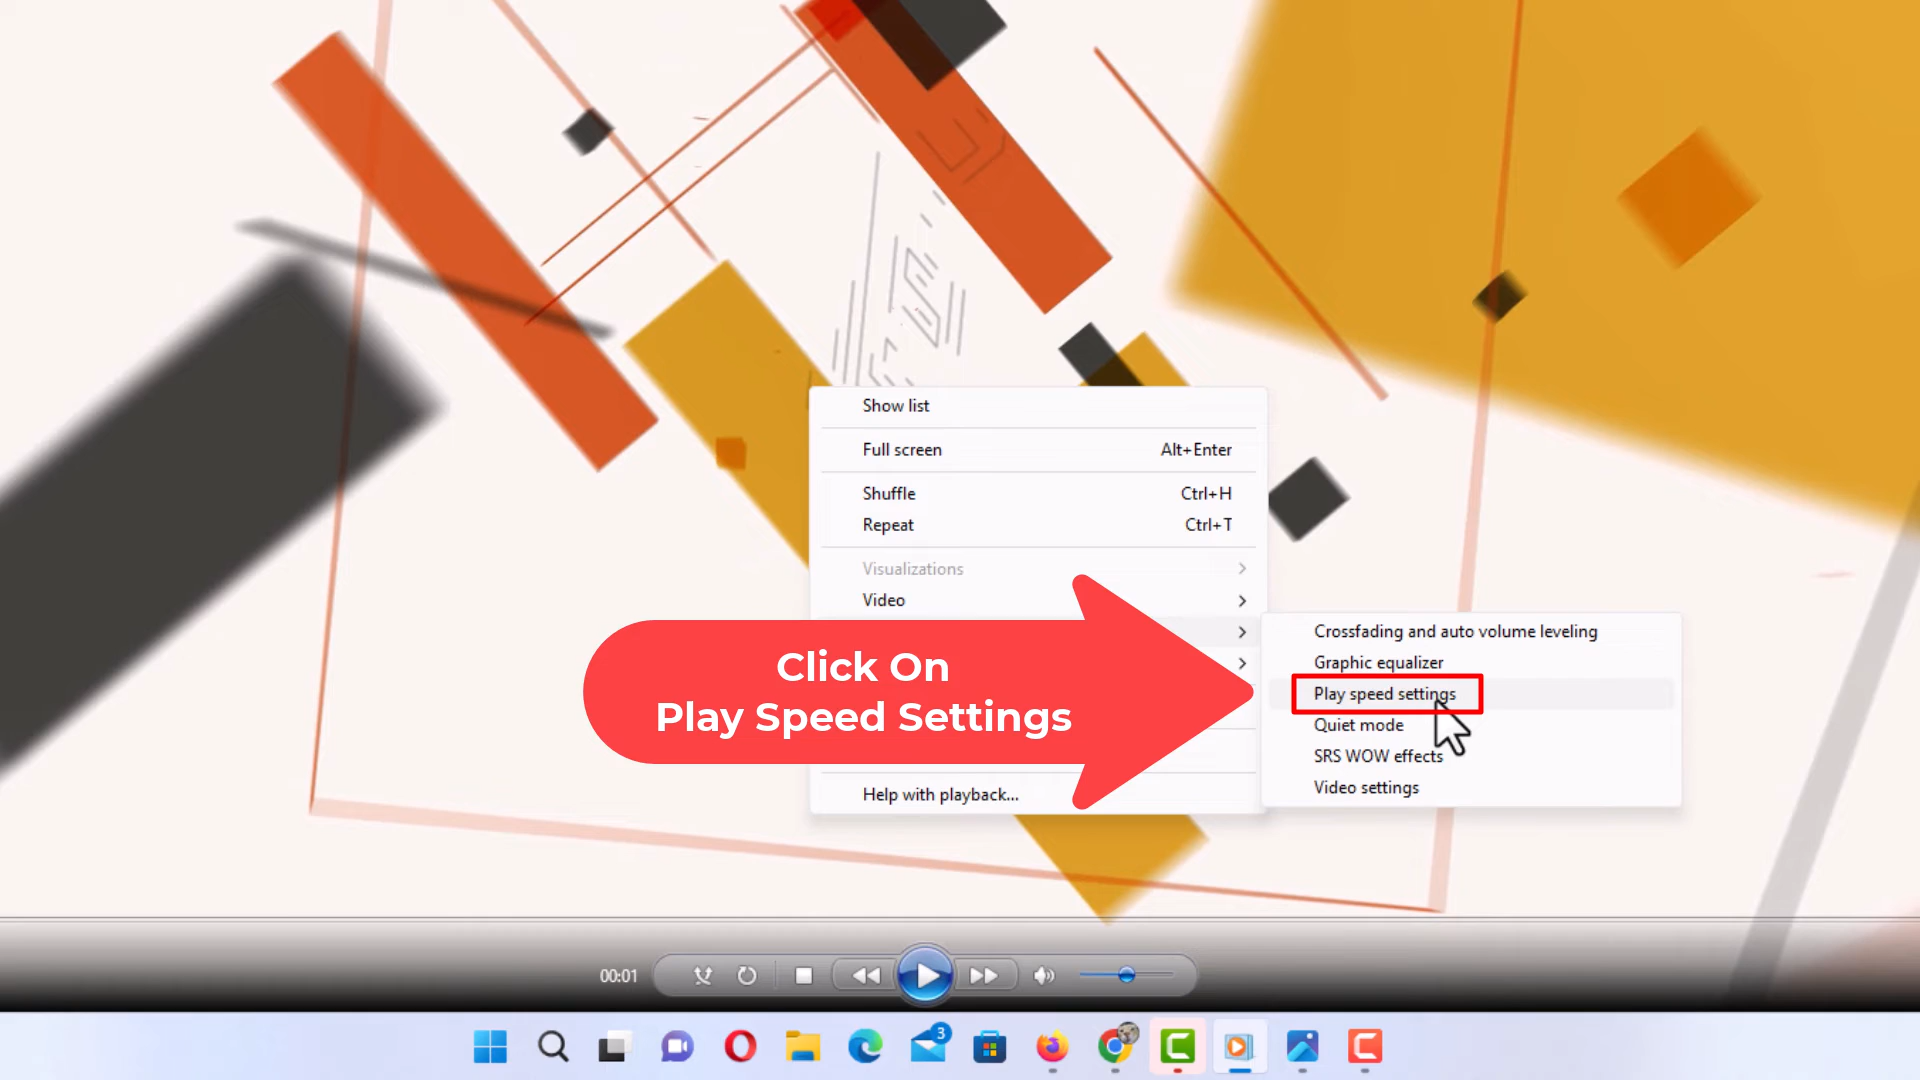 Show list
Full screen Alt+Enter
Shuffle Ctrl+H
Repeat Ctrl+T
Visualizations
Video
Crossfading and auto volume leveling
Graphic equalizer
Play speed settings
Quiet mode
SRS WOW effects
Video settings
Click On
Play Speed Settings
Help with playback...
00:01
3